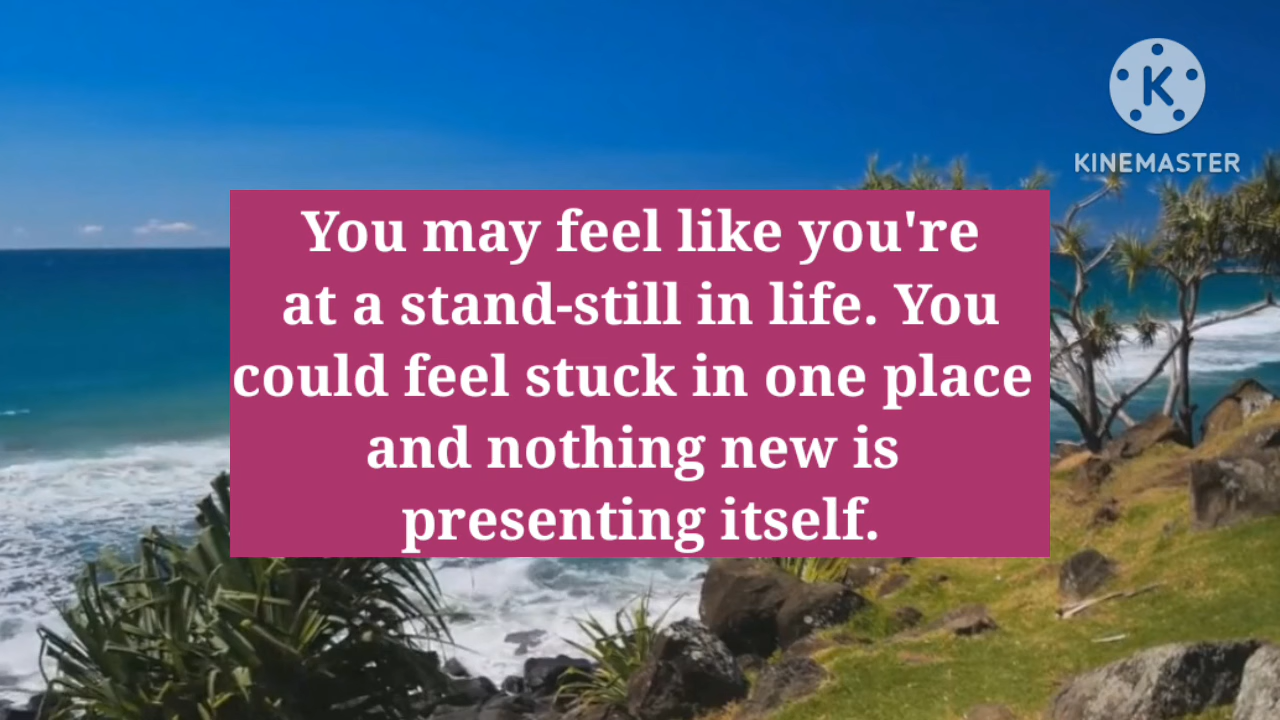 KINEMASTER
You may feel like you're
at a stand-still in life. You
could feel stuck in one place
and nothing new is
presenting itself.